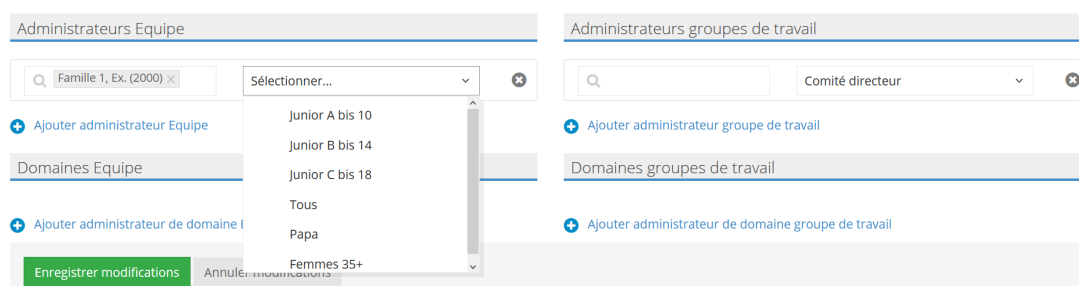 Administrateurs Equipe
Administrateurs groupes de travail
Famille 1, Ex. (2000) ×
Sélectionner...
Comité directeur
Junior A bis 10
Junior B bis 14
Junior C bis 18
Tous
Papa
Femmes 35+
Ajouter administrateur Equipe
Ajouter administrateur groupe de travail
Domaines Equipe
Domaines groupes de travail
Ajouter administrateur de domaine
Ajouter administrateur de domaine groupe de travail
Enregistrer modifications
Annuler modifications